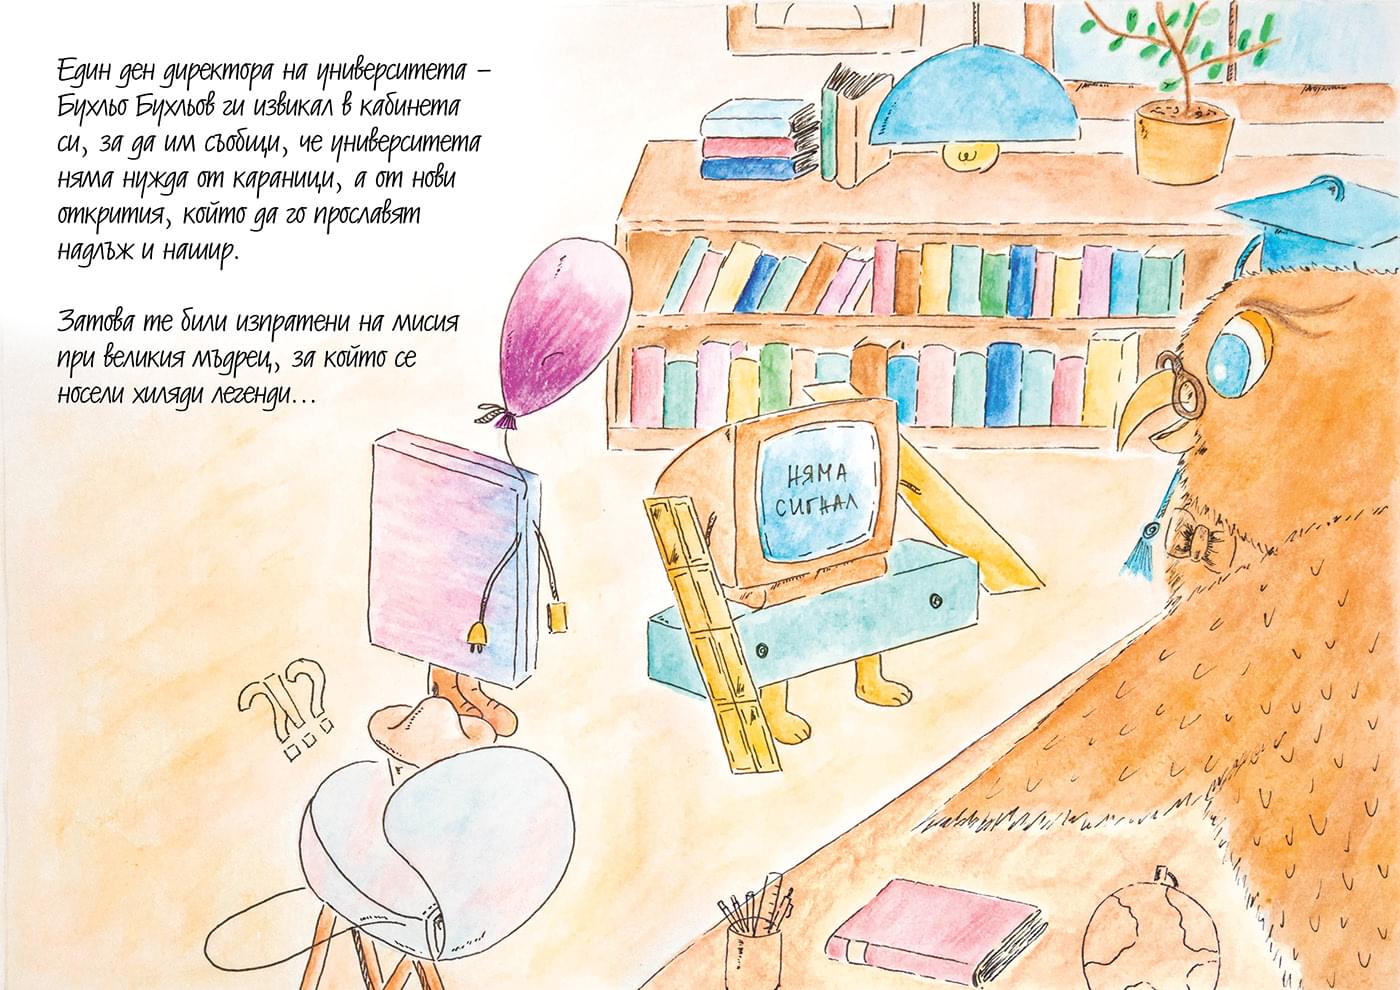 Един ден директора на университета –
Бухльо Бухльов ги извикал в кабинета
си, за да им съобщи, че университета
няма нужда от караници, а от нови
открития, който да го прославят
надлъж и нашир.
Затова те били изпратени на мисия
при великия мъдрец, за който се
носели хиляди легенди...
НЯМА
СИГНАЛ
?!?